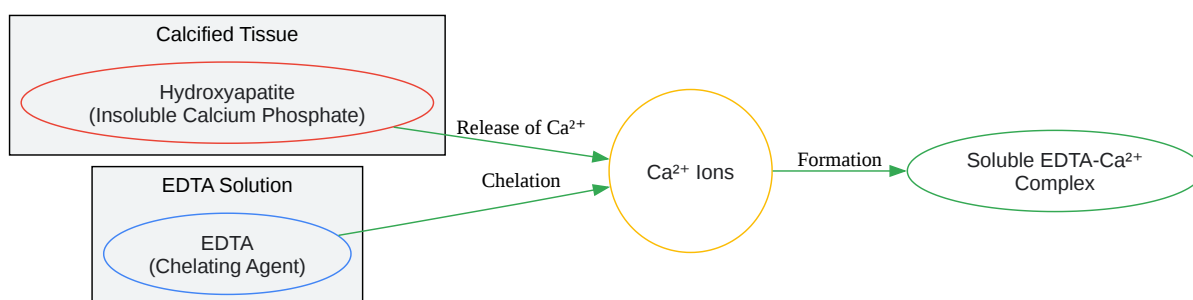 Calcified Tissue
Hydroxyapatite
(Insoluble Calcium Phosphate)
Release of Ca²⁺
EDTA Solution
EDTA
(Chelating Agent)
Chelation
Ca²⁺ Ions
Formation
Soluble EDTA-Ca²⁺
Complex